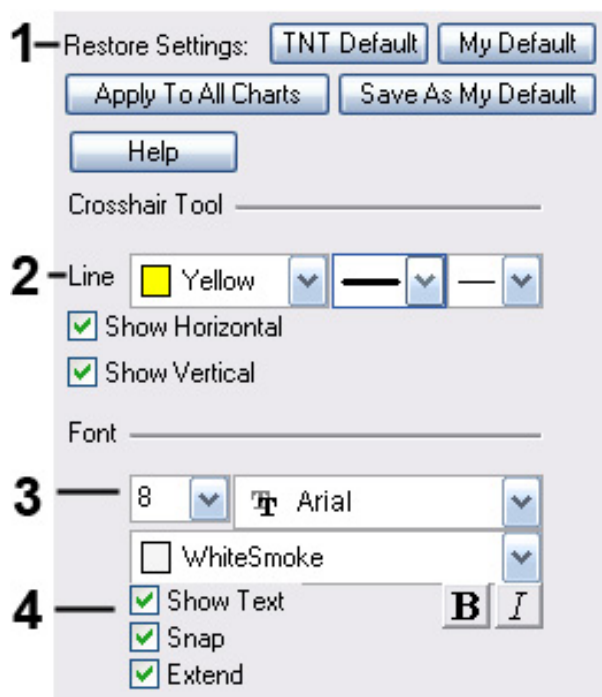 1 Restore Settings: TNT Default My Default
Apply To All Charts Save As My Default
Help
Crosshair Tool
2 Line Yellow
Show Horizontal
Show Vertical
Font
3 8 Arial
WhiteSmoke
4 Show Text B I
Snap
Extend